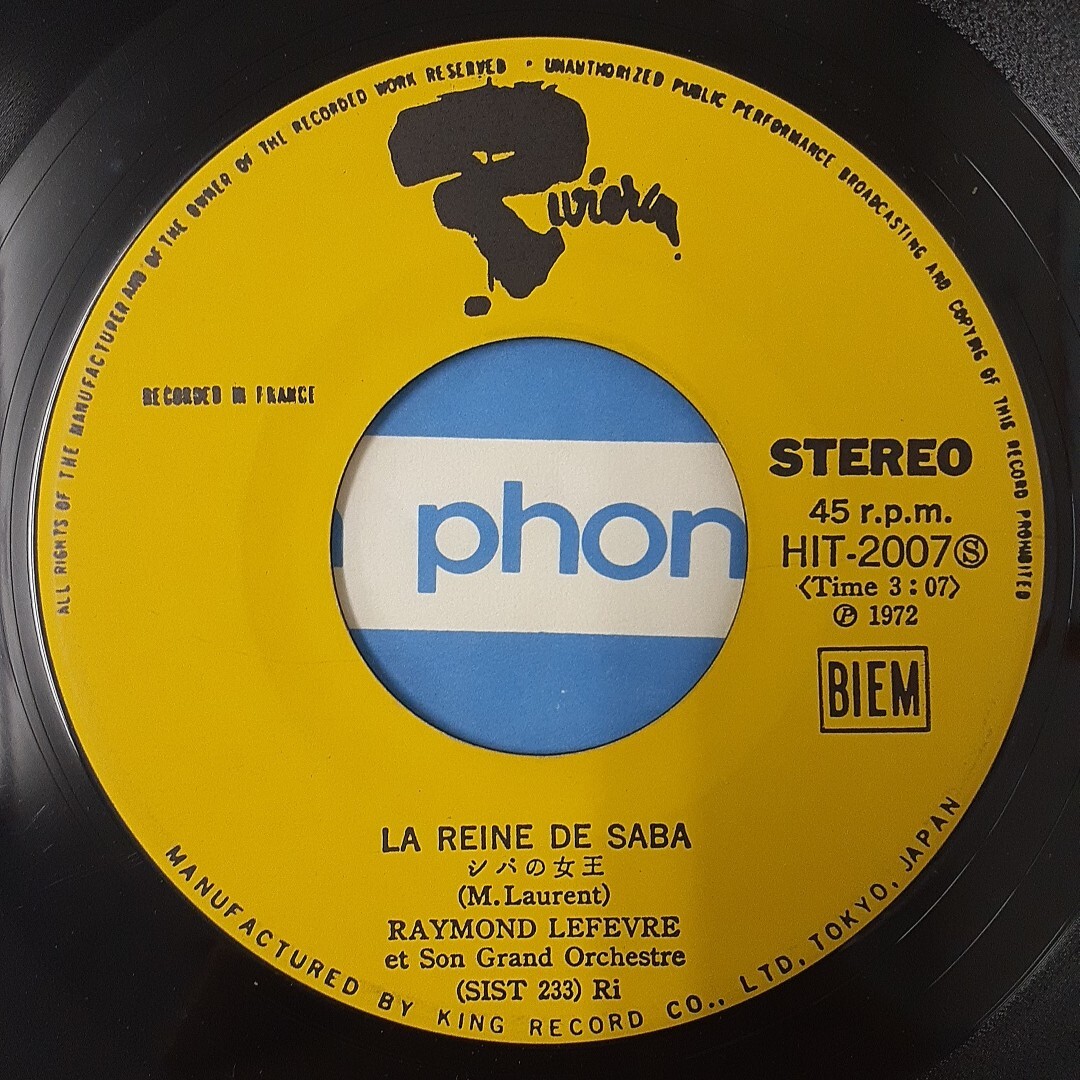 ALL RIGHTS OF THE MANUFACTURER AND OF THE OWNER OF THE RECORDED WORK RESERVED · UNAUTHORIZED PUBLIC PERFORMANCE BROADCASTING AND COPYING OF THIS RECORD PROHIBITED
Riviera
RECORDED IN FRANCE
STEREO
45 r.p.m.
HIT-2007Ⓢ
〈Time 3:07〉
Ⓟ 1972
BIEM
phon
LA REINE DE SABA
シバの女王
(M. Laurent)
RAYMOND LEFEVRE
et Son Grand Orchestre
(SIST 233) Ri
MANUFACTURED BY KING RECORD CO., LTD, TOKYO, JAPAN